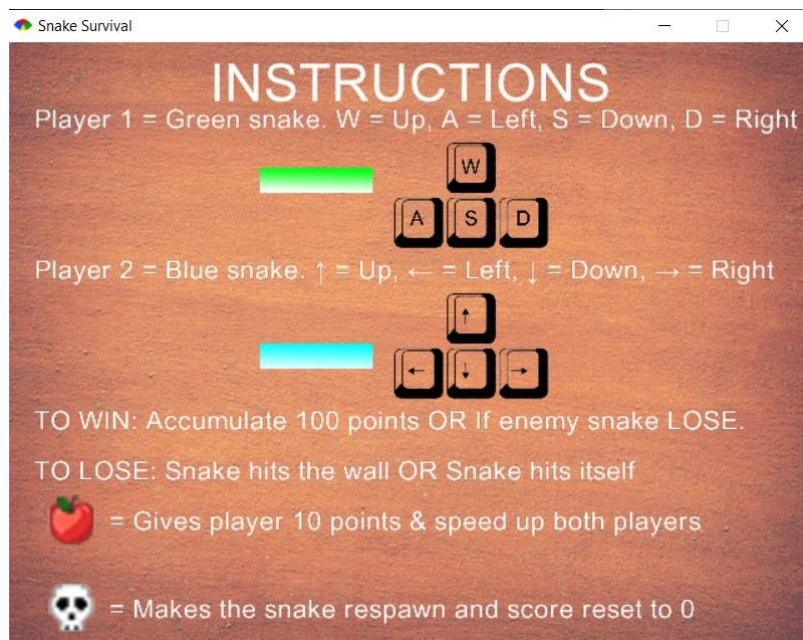 Snake Survival
INSTRUCTIONS
Player 1 = Green snake. W = Up, A = Left, S = Down, D = Right
W
A S D
Player 2 = Blue snake. ↑ = Up, ← = Left, ↓ = Down, → = Right
↑
← ↓ →
TO WIN: Accumulate 100 points OR If enemy snake LOSE.
TO LOSE: Snake hits the wall OR Snake hits itself
= Gives player 10 points & speed up both players
= Makes the snake respawn and score reset to 0